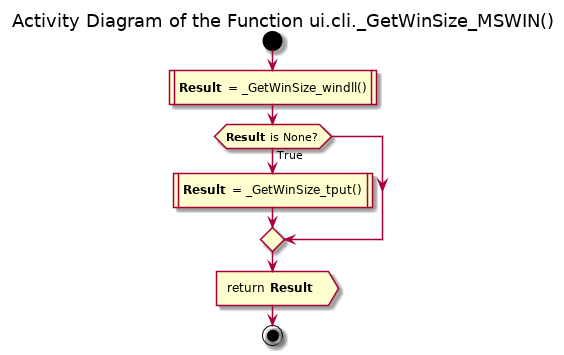 Activity Diagram of the Function ui.cli._GetWinSize_MSWIN()
Result = _GetWinSize_windll()
Result is None?
True
Result = _GetWinSize_tput()
return Result